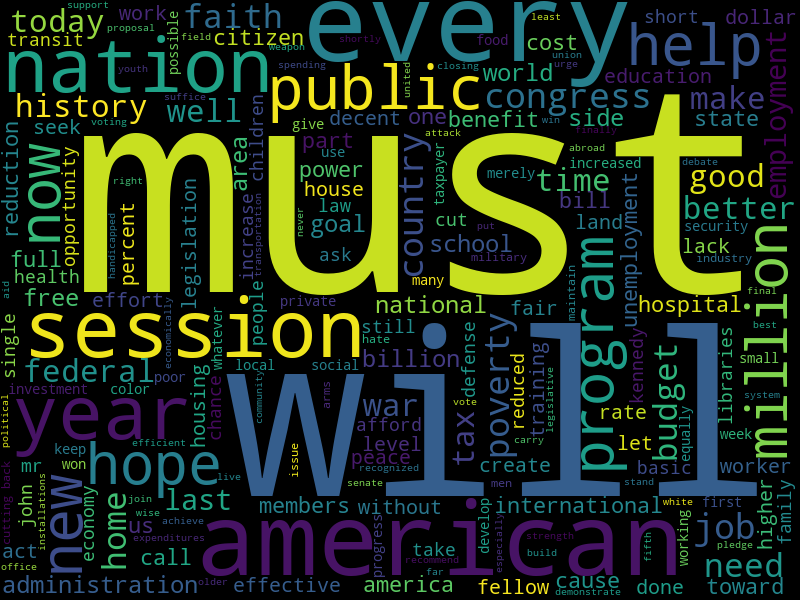 support
today work faith every short dollar
transit proposal field citizen weapon shortly food union urge least closing cost help
nation possible youth spending suffice public united world education employment
history well voting decent one congress benefit win finally side make state
seek children give part use attack abroad increased debate
reduction now opportunity right area power house taxpayer merely time good
must
percent handicapped legislation law goal cut country bill land better
full increase transportation ask never school put military many unemployment security lack industry
health free effort people private national fair maintain hospital final best
aid single session economically whatever still hate defense poverty program small
federal housing local social billion reduced training kennedy budget libraries million system
year investment color poor chance community arms war tax vote legislative rate equally week
political will afford level peace let
cutting back mr keep won hope efficient live issue recognized carry basic worker
john installations new economy home join wise last senate create men stand
us achieve members without international white first higher family
act office call expenditures american progress develop especially strength fifth working job pledge
administration older effective take recommend far build america fellow cause demonstrate done need toward